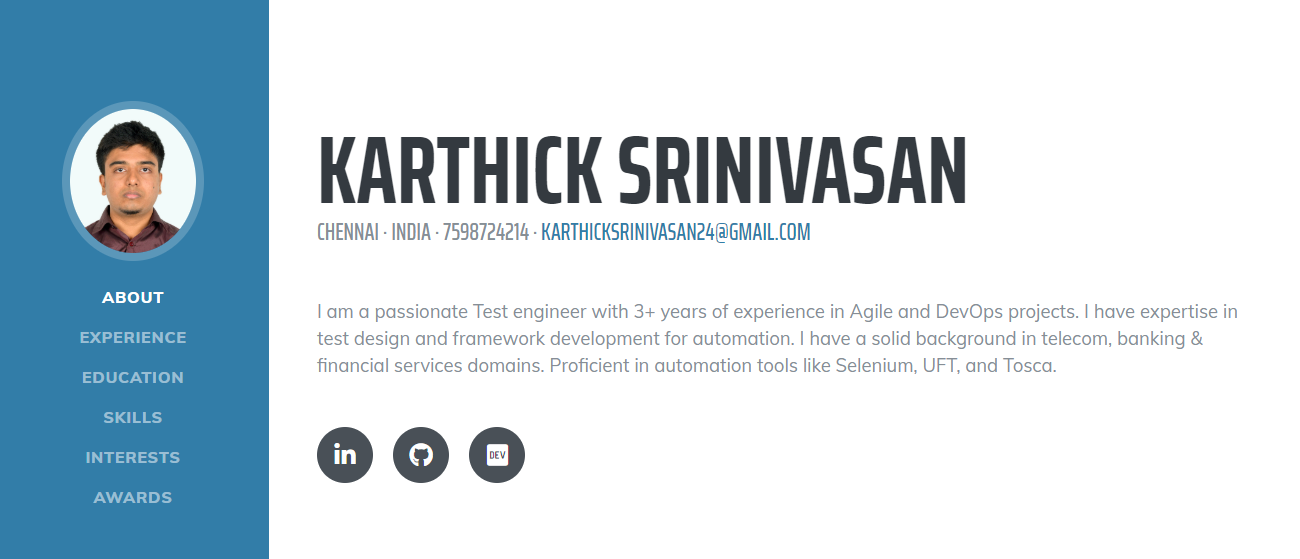 ABOUT
EXPERIENCE
EDUCATION
SKILLS
INTERESTS
AWARDS
KARTHICK SRINIVASAN
CHENNAI · INDIA · 7598724214 · KARTHICKSRINIVASAN24@GMAIL.COM
I am a passionate Test engineer with 3+ years of experience in Agile and DevOps projects. I have expertise in
test design and framework development for automation. I have a solid background in telecom, banking &
financial services domains. Proficient in automation tools like Selenium, UFT, and Tosca.
in
DEV